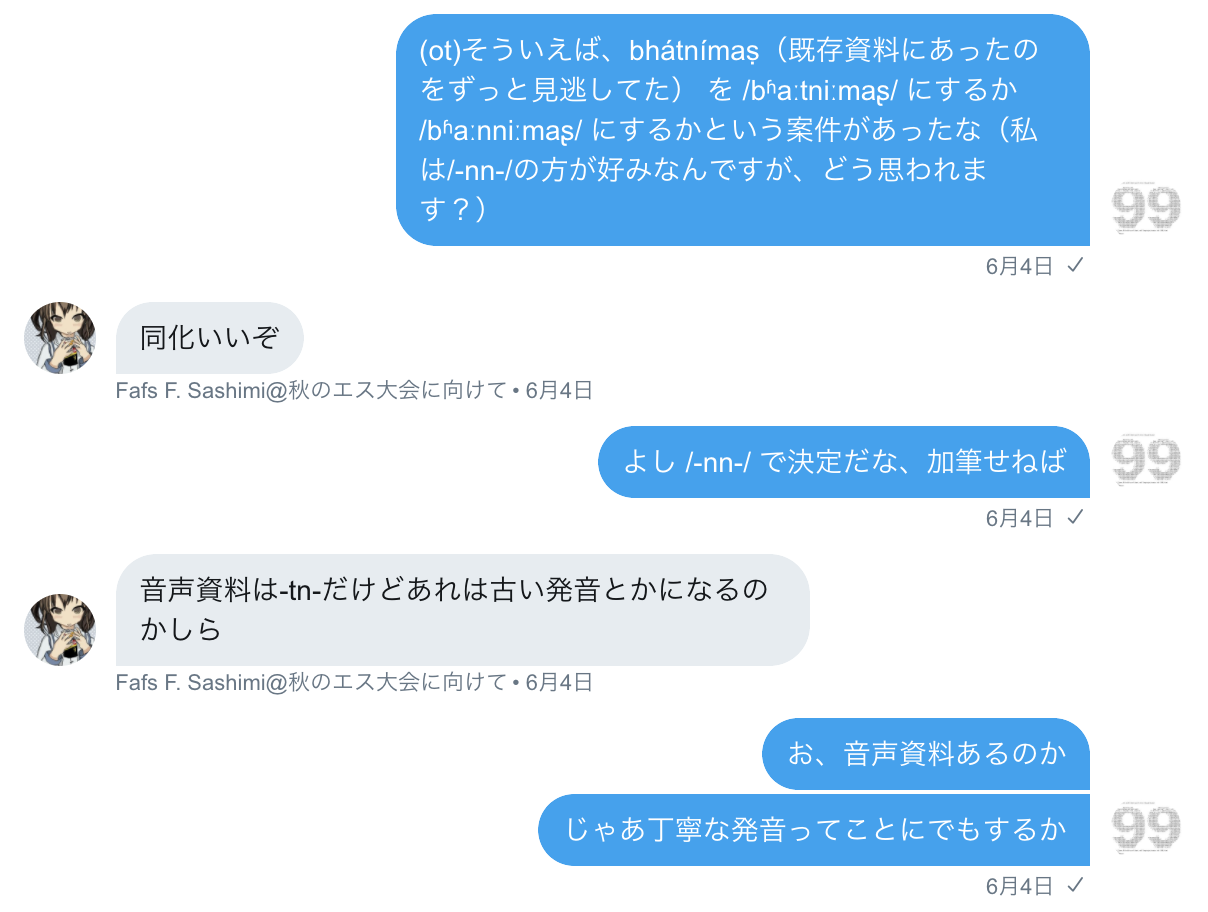 (ot)そういえば、bhátnímaṣ（既存資料にあったの
をずっと見逃してた） を /bʱaːtniːmaʂ/ にするか
/bʱaːnniːmaʂ/ にするかという案件があったな（私
は/-nn-/の方が好みなんですが、どう思われま
す？）
6月4日 ✓
同化いいぞ
Fafs F. Sashimi@秋のエス大会に向けて • 6月4日
よし /-nn-/ で決定だな、加筆せねば
6月4日 ✓
音声資料は-tn-だけどあれは古い発音とかになるの
かしら
Fafs F. Sashimi@秋のエス大会に向けて • 6月4日
お、音声資料あるのか
じゃあ丁寧な発音ってことにでもするか
6月4日 ✓
99
99
99